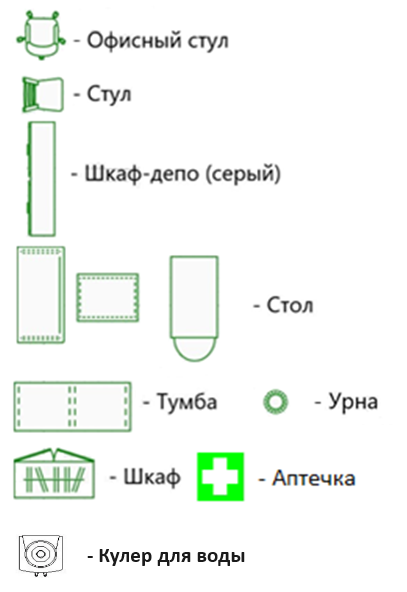 - Офисный стул
- Стул
- Шкаф-депо (серый)
- Стол
- Тумба
- Урна
- Шкаф
- Аптечка
- Кулер для воды